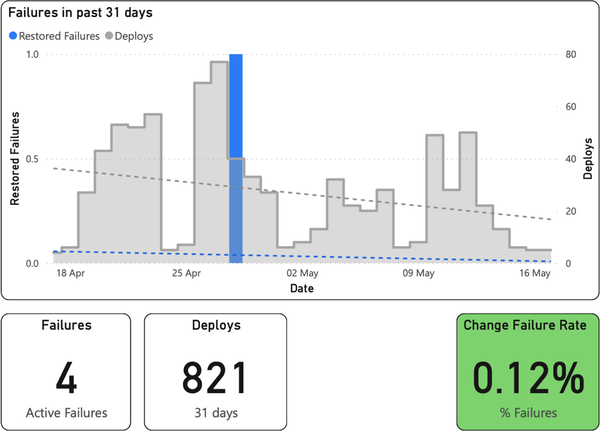 Failures in past 31 days
Restored Failures Deploys
1.0 80
60
0.5 40
20
0.0 0
Restored Failures
Deploys
18 Apr 25 Apr 02 May 09 May 16 May
Date
Failures
4
Active Failures
Deploys
821
31 days
Change Failure Rate
0.12%
% Failures